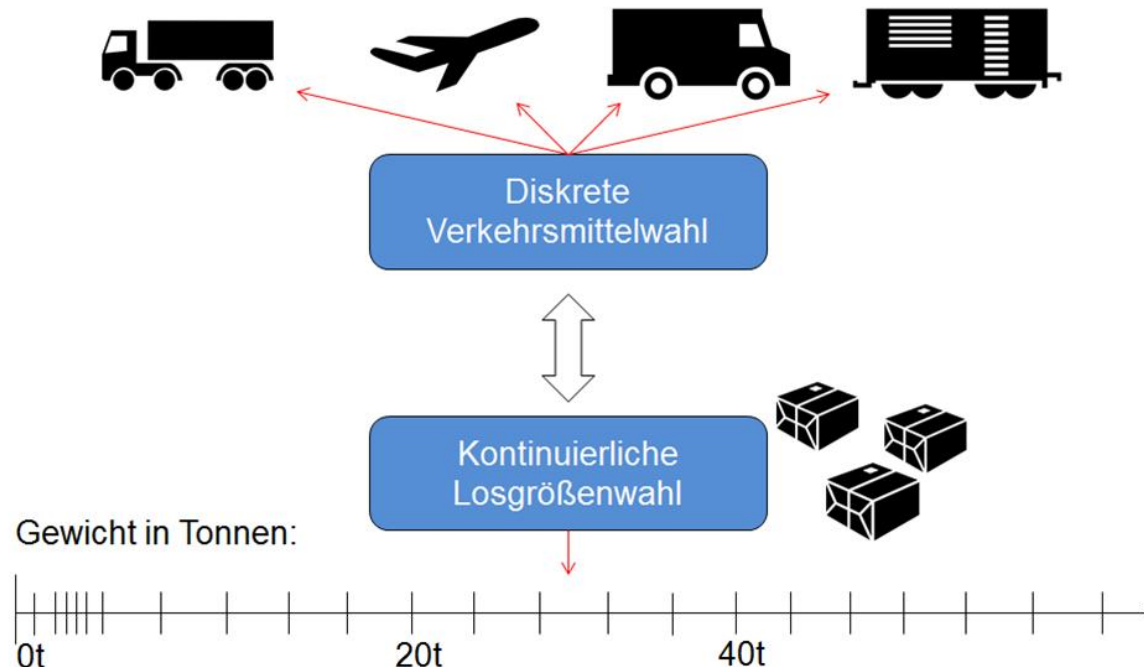 Diskrete
Verkehrsmittelwahl
Kontinuierliche
Losgrößenwahl
Gewicht in Tonnen:
0t 20t 40t